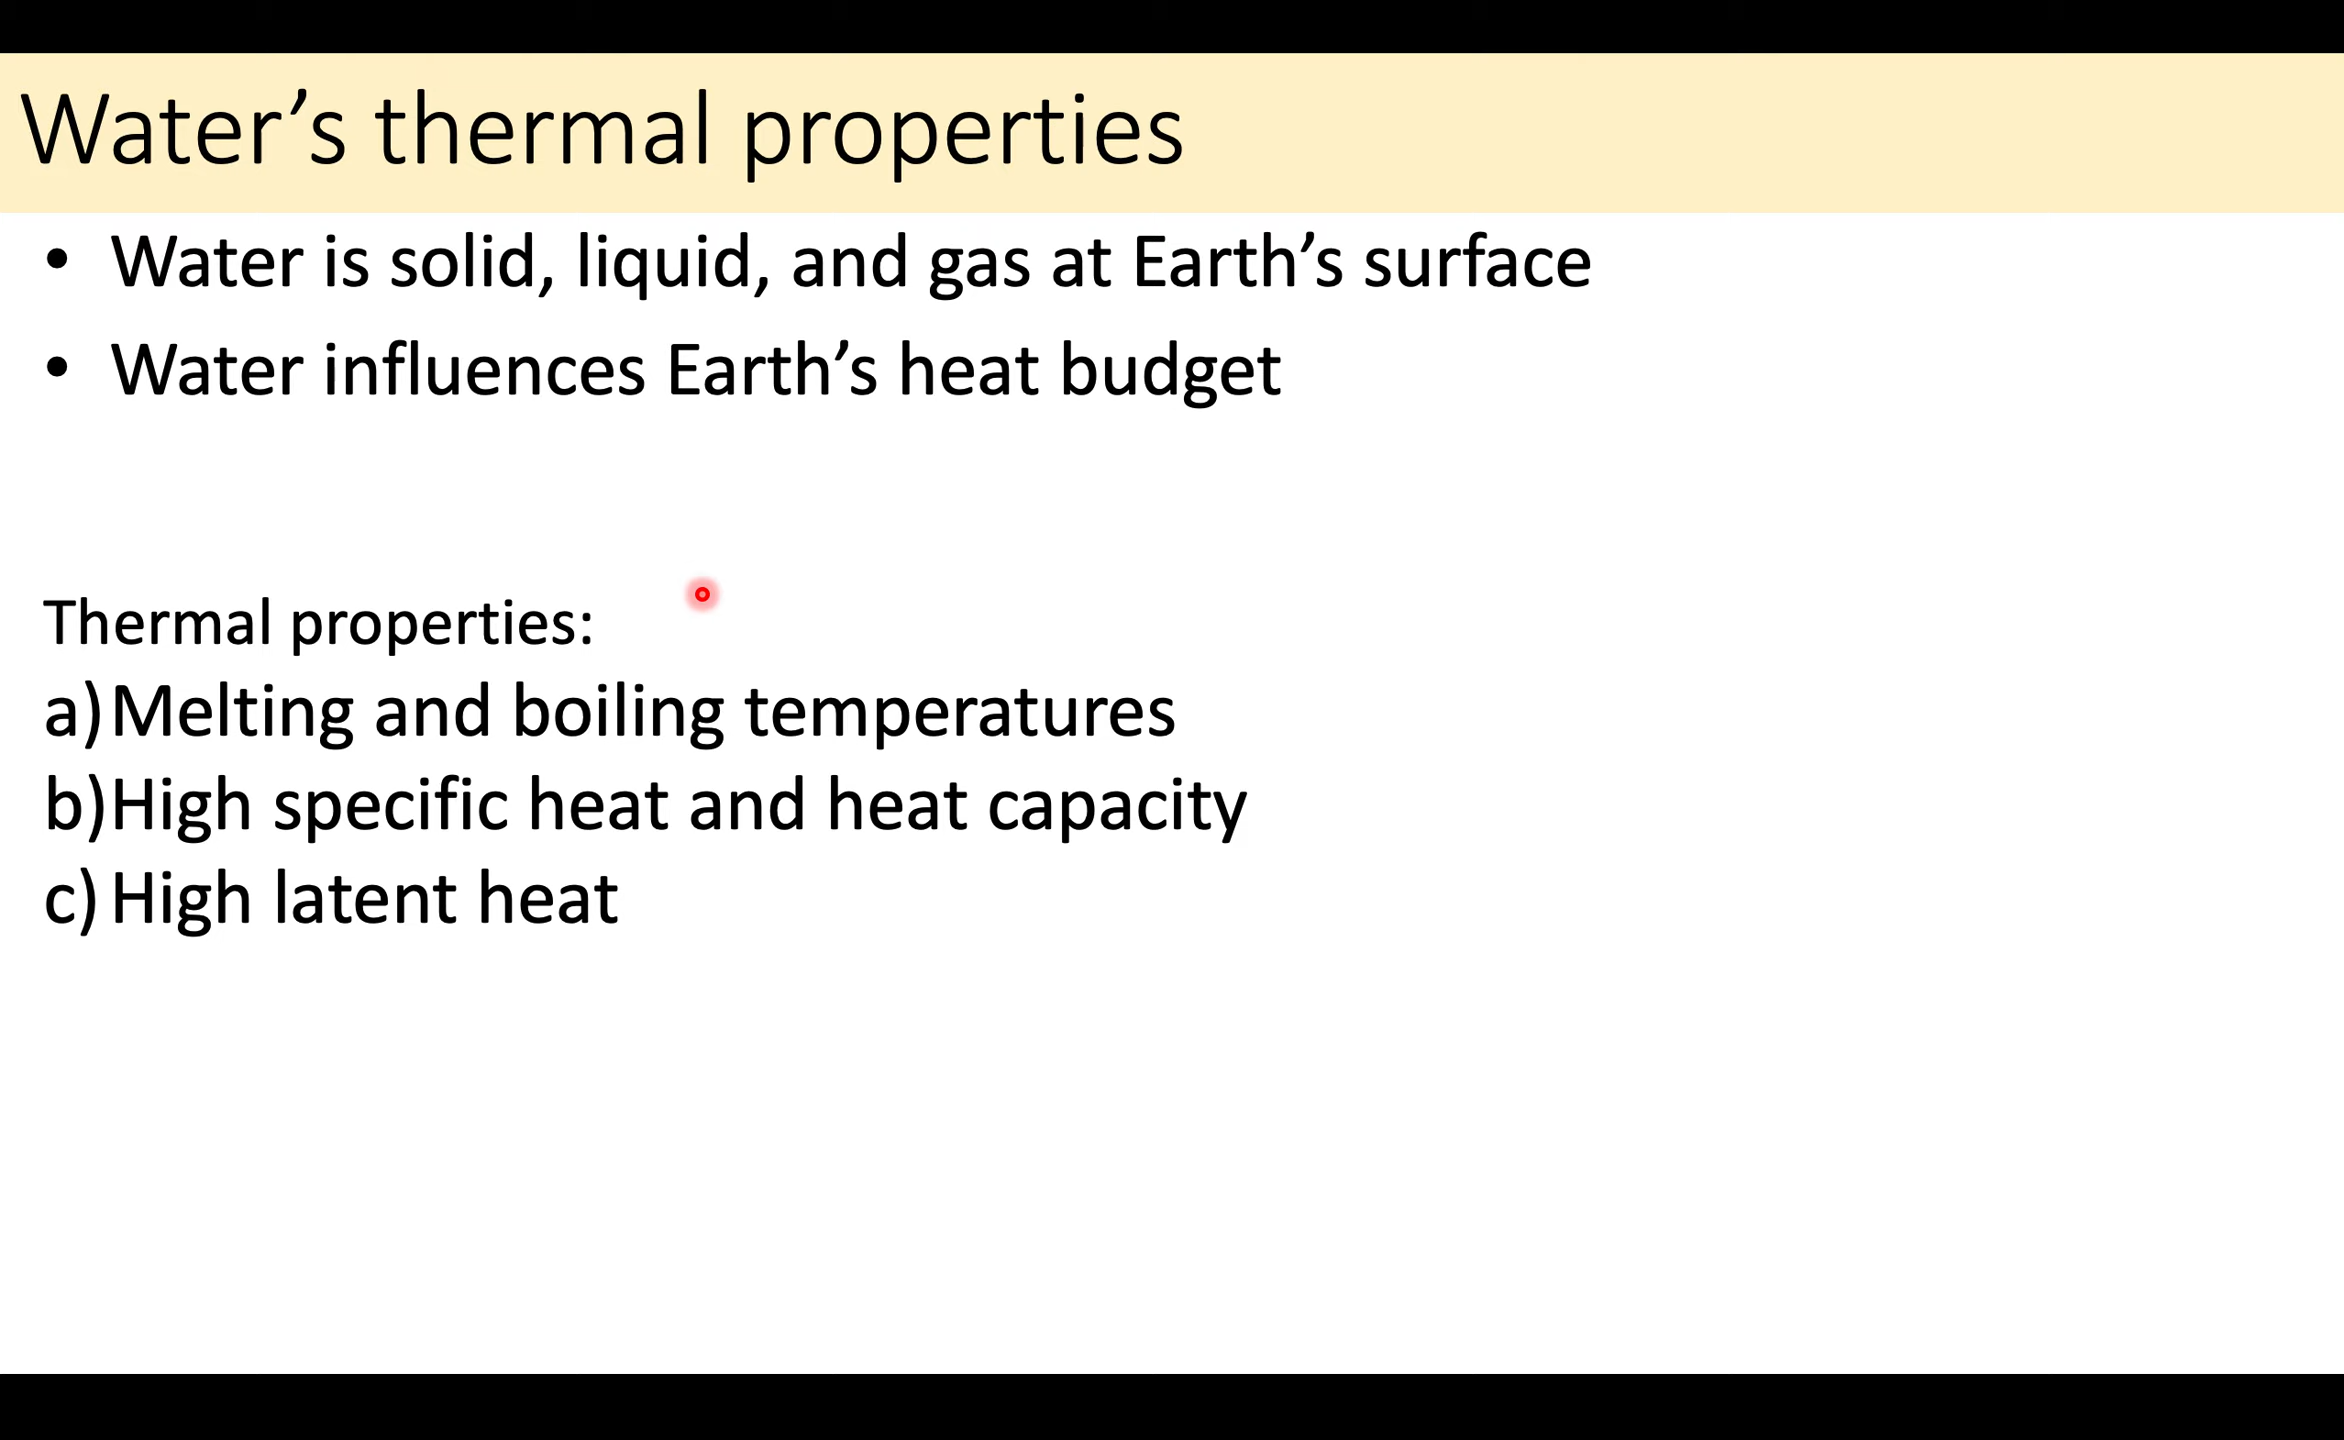 Water’s thermal properties
• Water is solid, liquid, and gas at Earth’s surface
• Water influences Earth’s heat budget
Thermal properties:
a) Melting and boiling temperatures
b) High specific heat and heat capacity
c) High latent heat